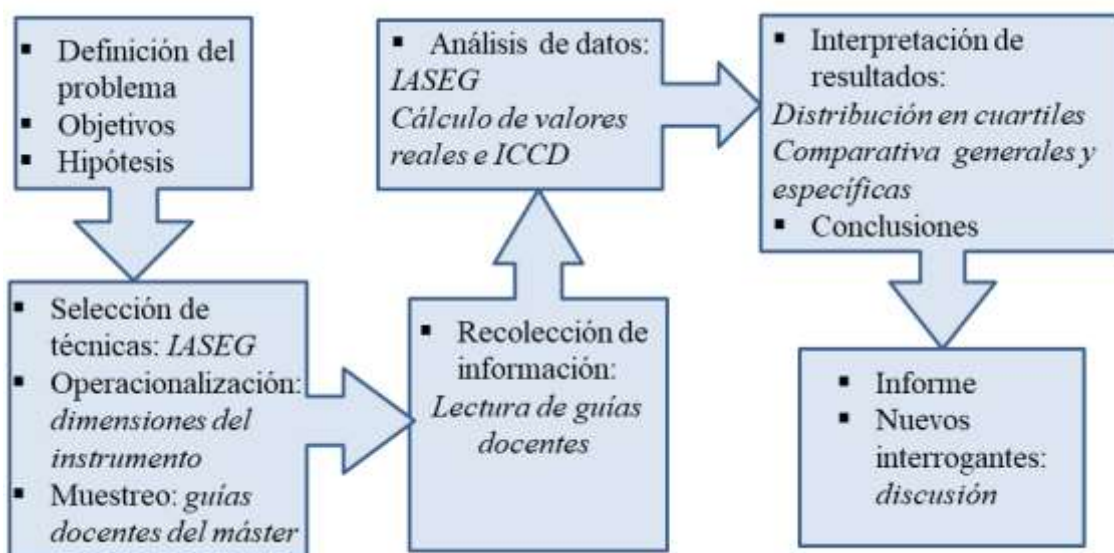 ▪ Definición del
problema
▪ Objetivos
▪ Hipótesis
▪ Selección de
técnicas: IASEG
▪ Operacionalización:
dimensiones del
instrumento
▪ Muestreo: guías
docentes del máster
▪ Recolección de
información:
Lectura de guías
docentes
▪ Análisis de datos:
IASEG
Cálculo de valores
reales e ICCD
▪ Interpretación de
resultados:
Distribución en cuartiles
Comparativa generales y
específicas
▪ Conclusiones
▪ Informe
▪ Nuevos
interrogantes:
discusión